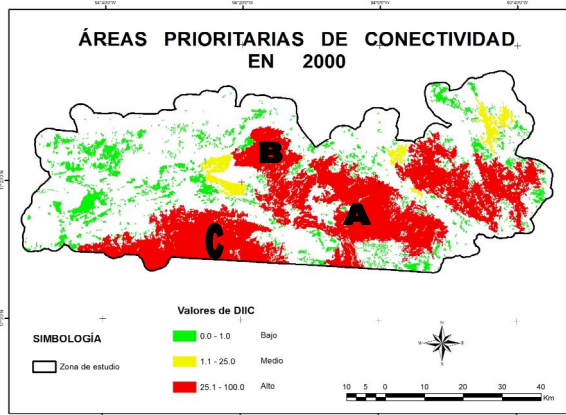 ÁREAS PRIORITARIAS DE CONECTIVIDAD
EN 2000
B
A
C
Valores de DIIC
SIMBOLOGÍA
Zona de estudio
0.0 - 1.0 Bajo
1.1 - 25.0 Medio
25.1 - 100.0 Alto
N
W E
S
10 5 0 10 20 30 40
Km